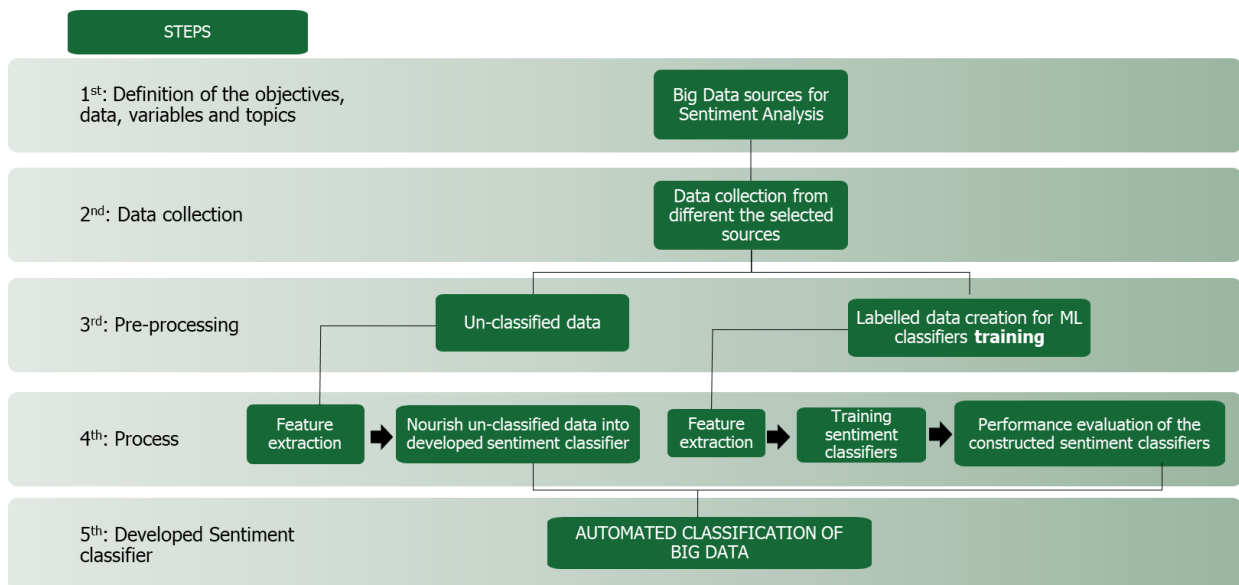 STEPS
1st: Definition of the objectives,
data, variables and topics
Big Data sources for
Sentiment Analysis
2nd: Data collection
Data collection from
different the selected
sources
3rd: Pre-processing
Un-classified data
Labelled data creation for ML
classifiers training
4th: Process
Feature
extraction
Nourish un-classified data into
developed sentiment classifier
Feature
extraction
Training
sentiment
classifiers
Performance evaluation of the
constructed sentiment classifiers
5th: Developed Sentiment
classifier
AUTOMATED CLASSIFICATION OF
BIG DATA